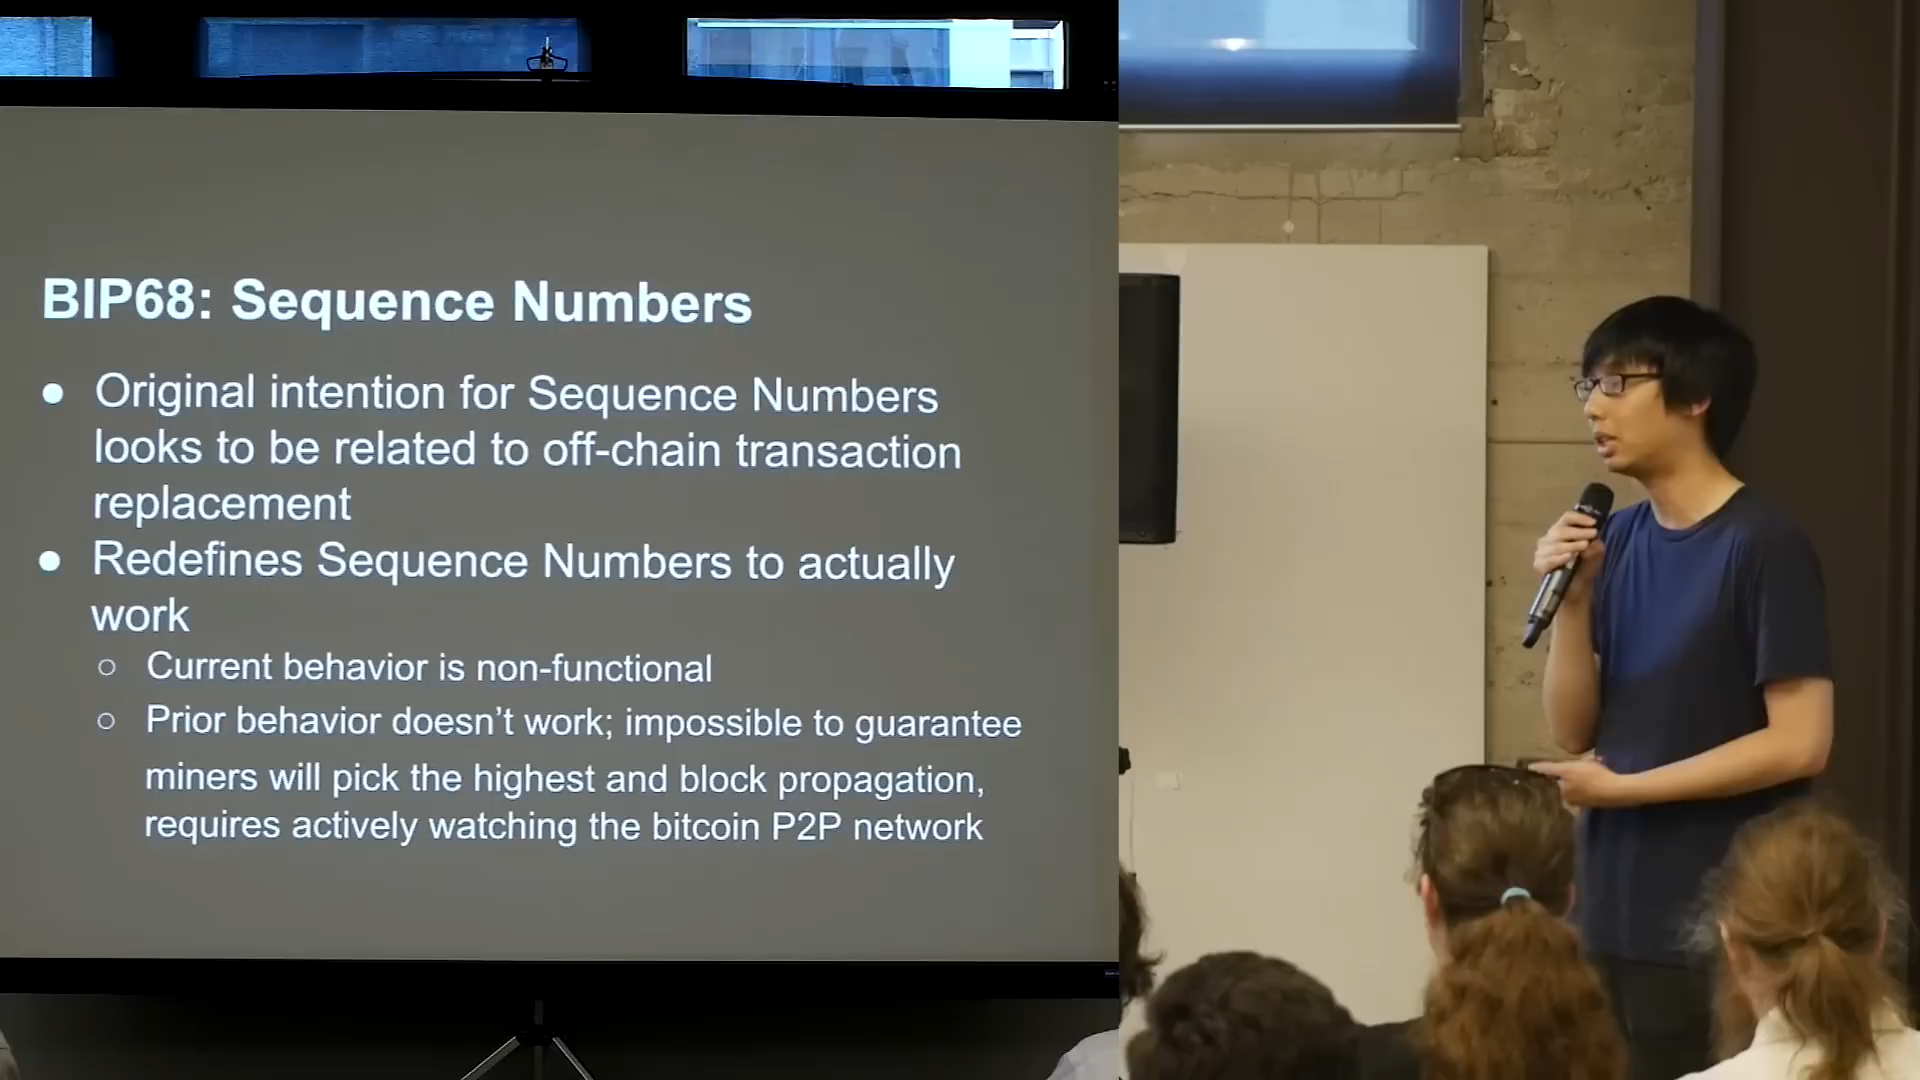 BIP68: Sequence Numbers
● Original intention for Sequence Numbers
looks to be related to off-chain transaction
replacement
● Redefines Sequence Numbers to actually
work
○ Current behavior is non-functional
○ Prior behavior doesn't work; impossible to guarantee
miners will pick the highest and block propagation,
requires actively watching the bitcoin P2P network